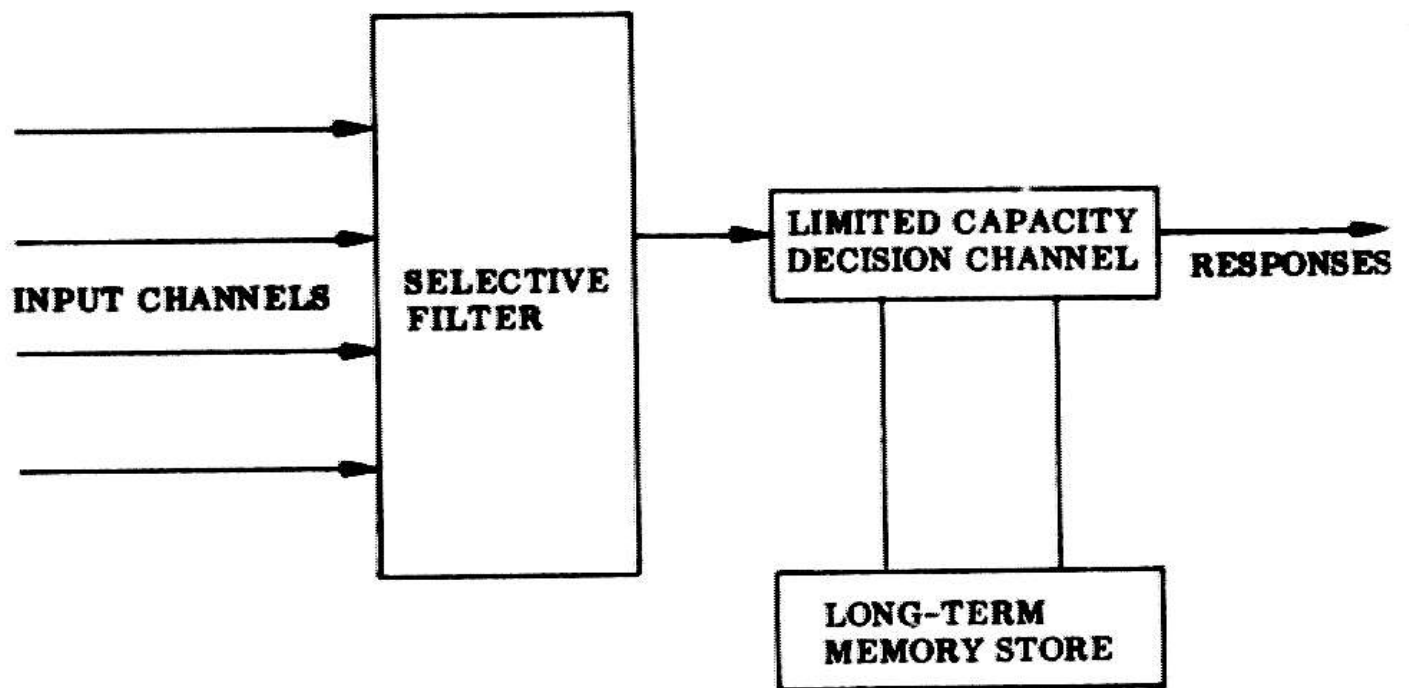 INPUT CHANNELS
SELECTIVE
FILTER
LIMITED CAPACITY
DECISION CHANNEL
RESPONSES
LONG-TERM
MEMORY STORE